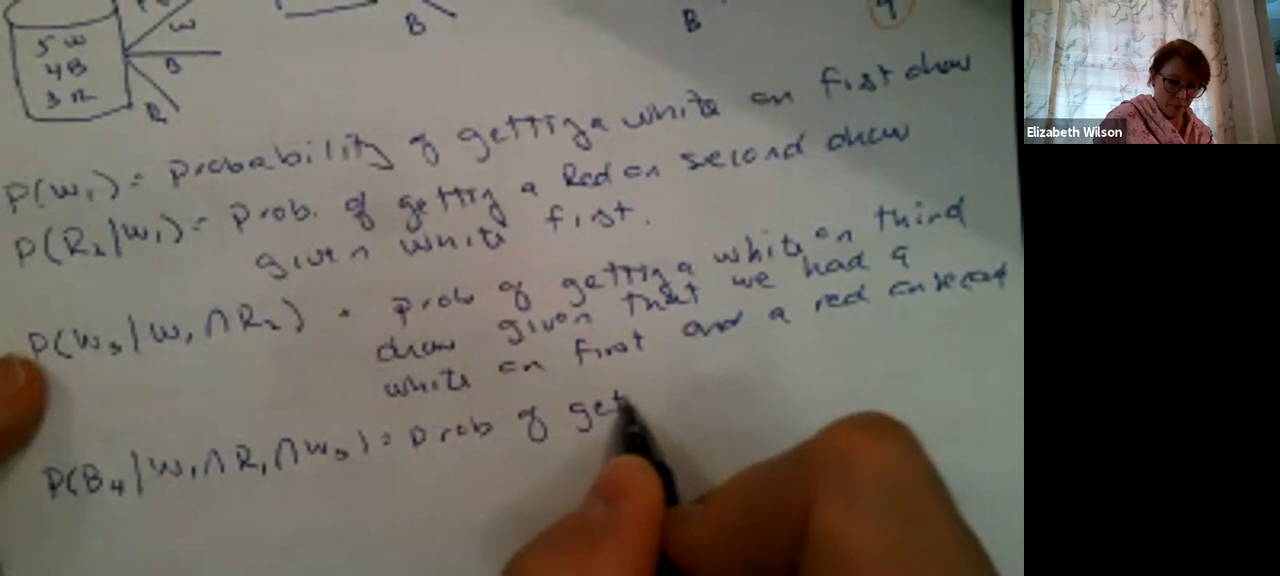 W
B
B
5 W
4 B
3 R
B
R
P(W₁) = Probability of getting a white on first draw
P(R₂/W₁) = Prob. of getting a Red on second draw
given white first.
P(W₃/W₁∩R₂) = prob of getting a white on third
draw given that we had a
white on first and a red on second
P(B₄/W₁∩R₁∩W₃) = Prob of get
Elizabeth Wilson